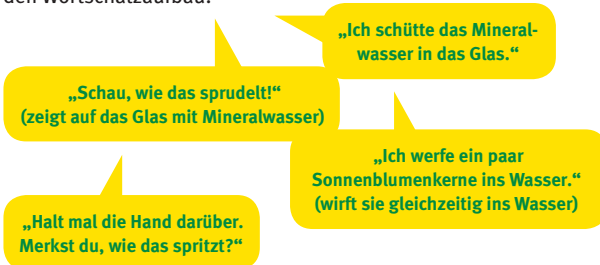 den Wortschatzaufbau.
„Ich schütte das Mineral-
wasser in das Glas.“
„Schau, wie das sprudelt!“
(zeigt auf das Glas mit Mineralwasser)
„Ich werfe ein paar
Sonnenblumenkerne ins Wasser.“
(wirft sie gleichzeitig ins Wasser)
„Halt mal die Hand darüber.
Merkst du, wie das spritzt?“